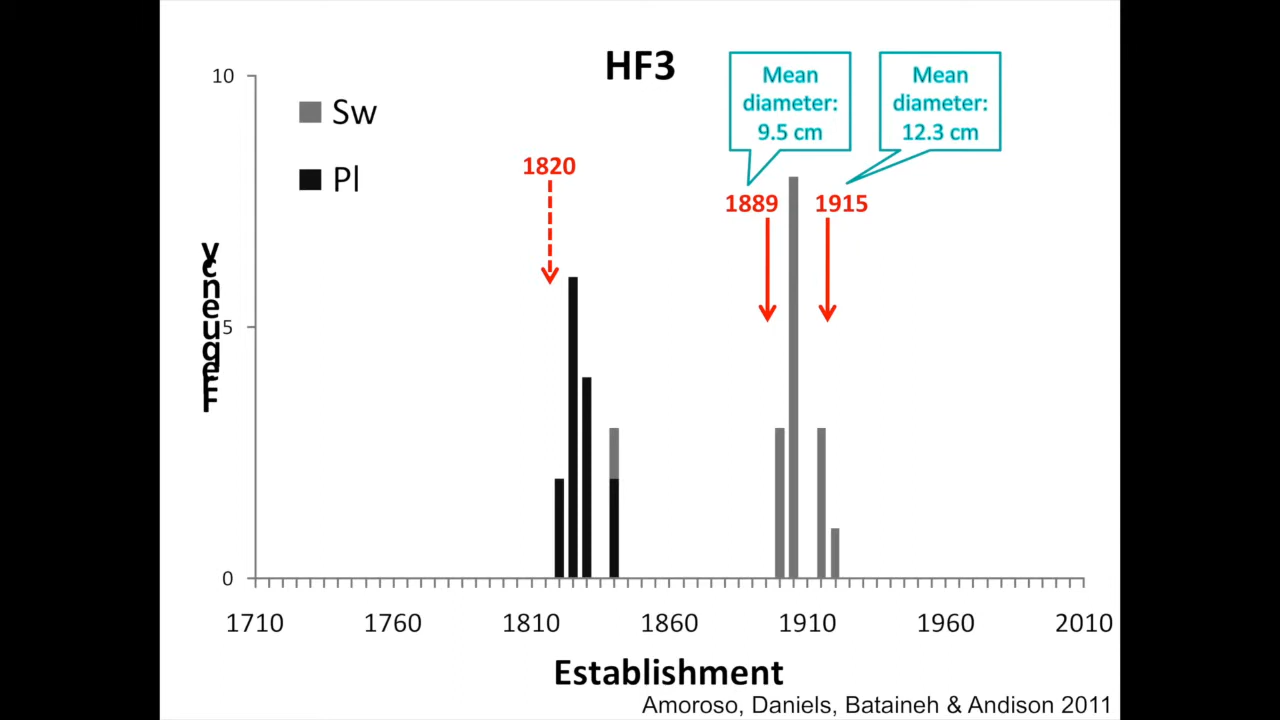 HF3
10
Sw
Pl
Mean
diameter:
9.5 cm
Mean
diameter:
12.3 cm
1820
1889
1915
Frequency
5
0
1710 1760 1810 1860 1910 1960 2010
Establishment
Amoroso, Daniels, Bataineh & Andison 2011